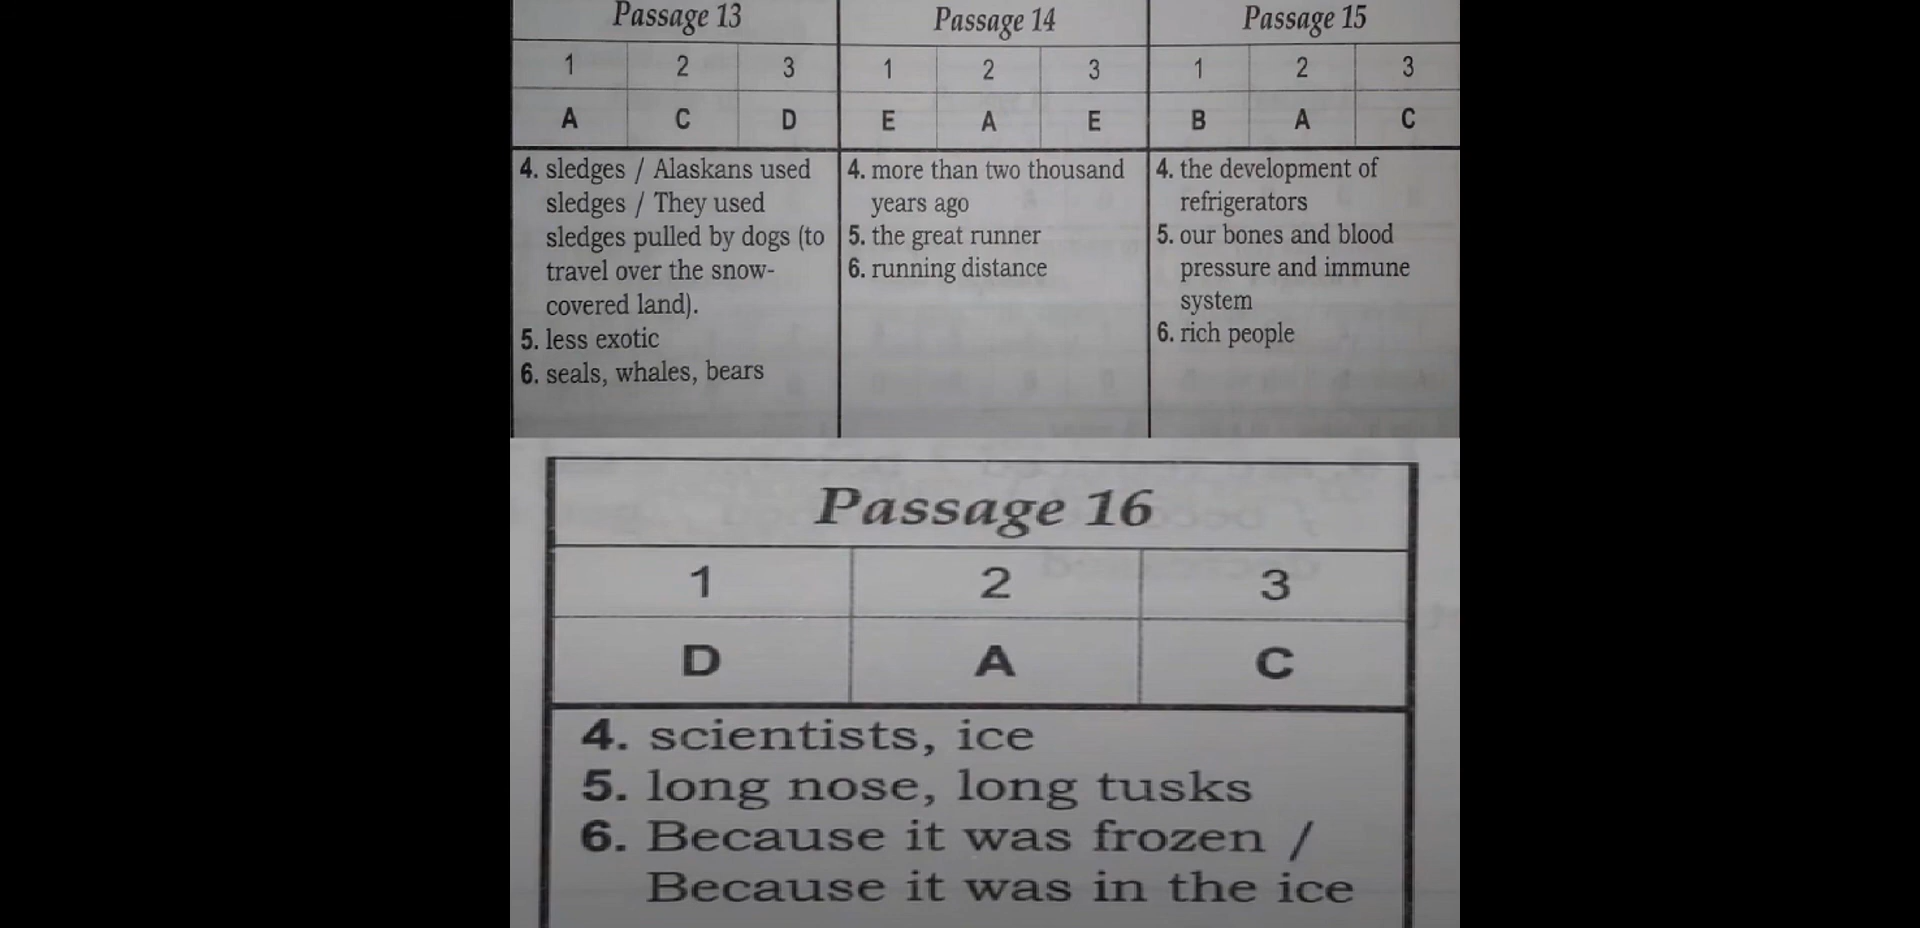 Passage 13
1 2 3
A C D
4. sledges / Alaskans used
sledges / They used
sledges pulled by dogs (to
travel over the snow-
covered land).
5. less exotic
6. seals, whales, bears
Passage 14
1 2 3
E A E
4. more than two thousand
years ago
5. the great runner
6. running distance
Passage 15
1 2 3
B A C
4. the development of
refrigerators
5. our bones and blood
pressure and immune
system
6. rich people
Passage 16
1 2 3
D A C
4. scientists, ice
5. long nose, long tusks
6. Because it was frozen /
Because it was in the ice